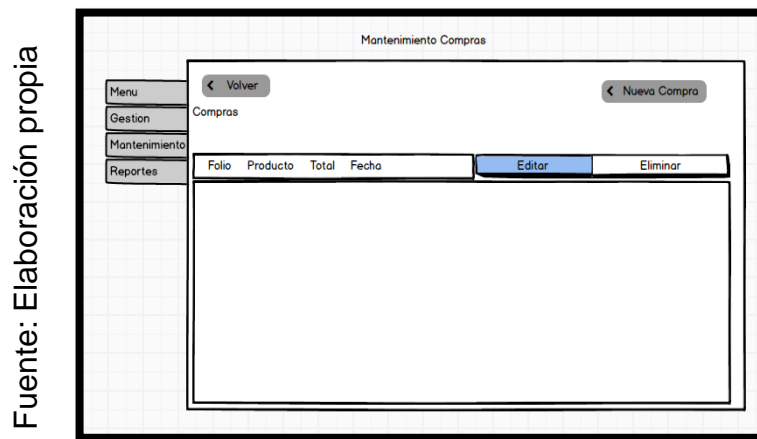 Fuente: Elaboración propia
Mantenimiento Compras
Menu
Gestion
Mantenimiento
Reportes
Volver
Nueva Compra
Compras
Folio Producto Total Fecha
Editar Eliminar